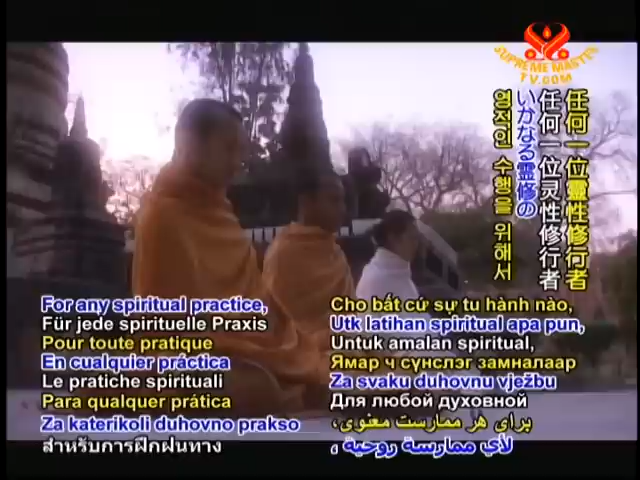 SUPREME MASTER
TV.COM
任何一位靈性修行者
任何一位灵性修行者
いかなる靈修の
영적인 수행을 위해서
For any spiritual practice,
Für jede spirituelle Praxis
Pour toute pratique
En cualquier práctica
Le pratiche spirituali
Para qualquer prática
Za katerikoli duhovno prakso
สำหรับการฝึกฝนทาง
Cho bất cứ sự tu hành nào,
Utk latihan spiritual apa pun,
Untuk amalan spiritual,
Ямар ч сүнслэг замналаар
Za svaku duhovnu vježbu
Для любой духовной
برای هر ممارست معنوی،
لأي ممارسة روحية ،